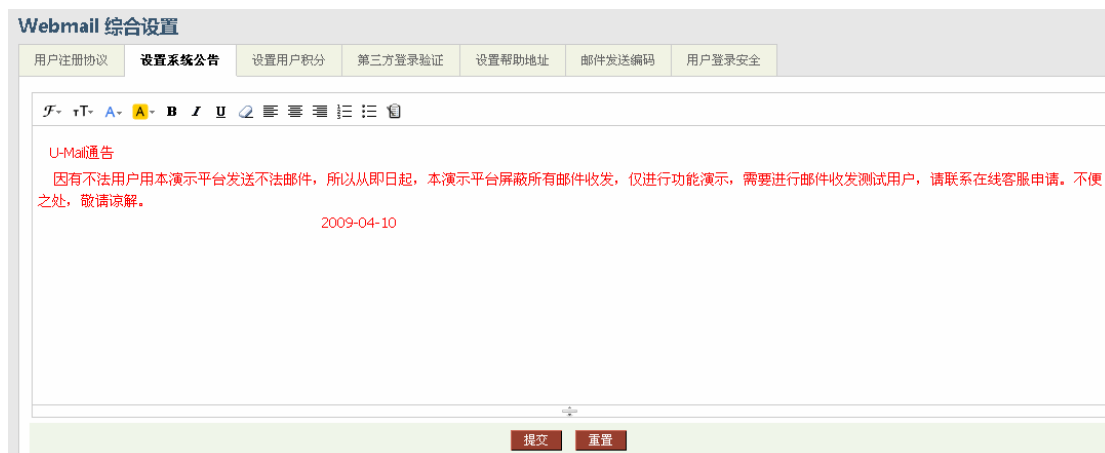 Webmail 综合设置
用户注册协议 设置系统公告 设置用户积分 第三方登录验证 设置帮助地址 邮件发送编码 用户登录安全
U-Mail通告
因有不法用户用本演示平台发送不法邮件，所以从即日起，本演示平台屏蔽所有邮件收发，仅进行功能演示，需要进行邮件收发测试用户，请联系在线客服申请。不便
之处，敬请谅解。
2009-04-10
提交 重置